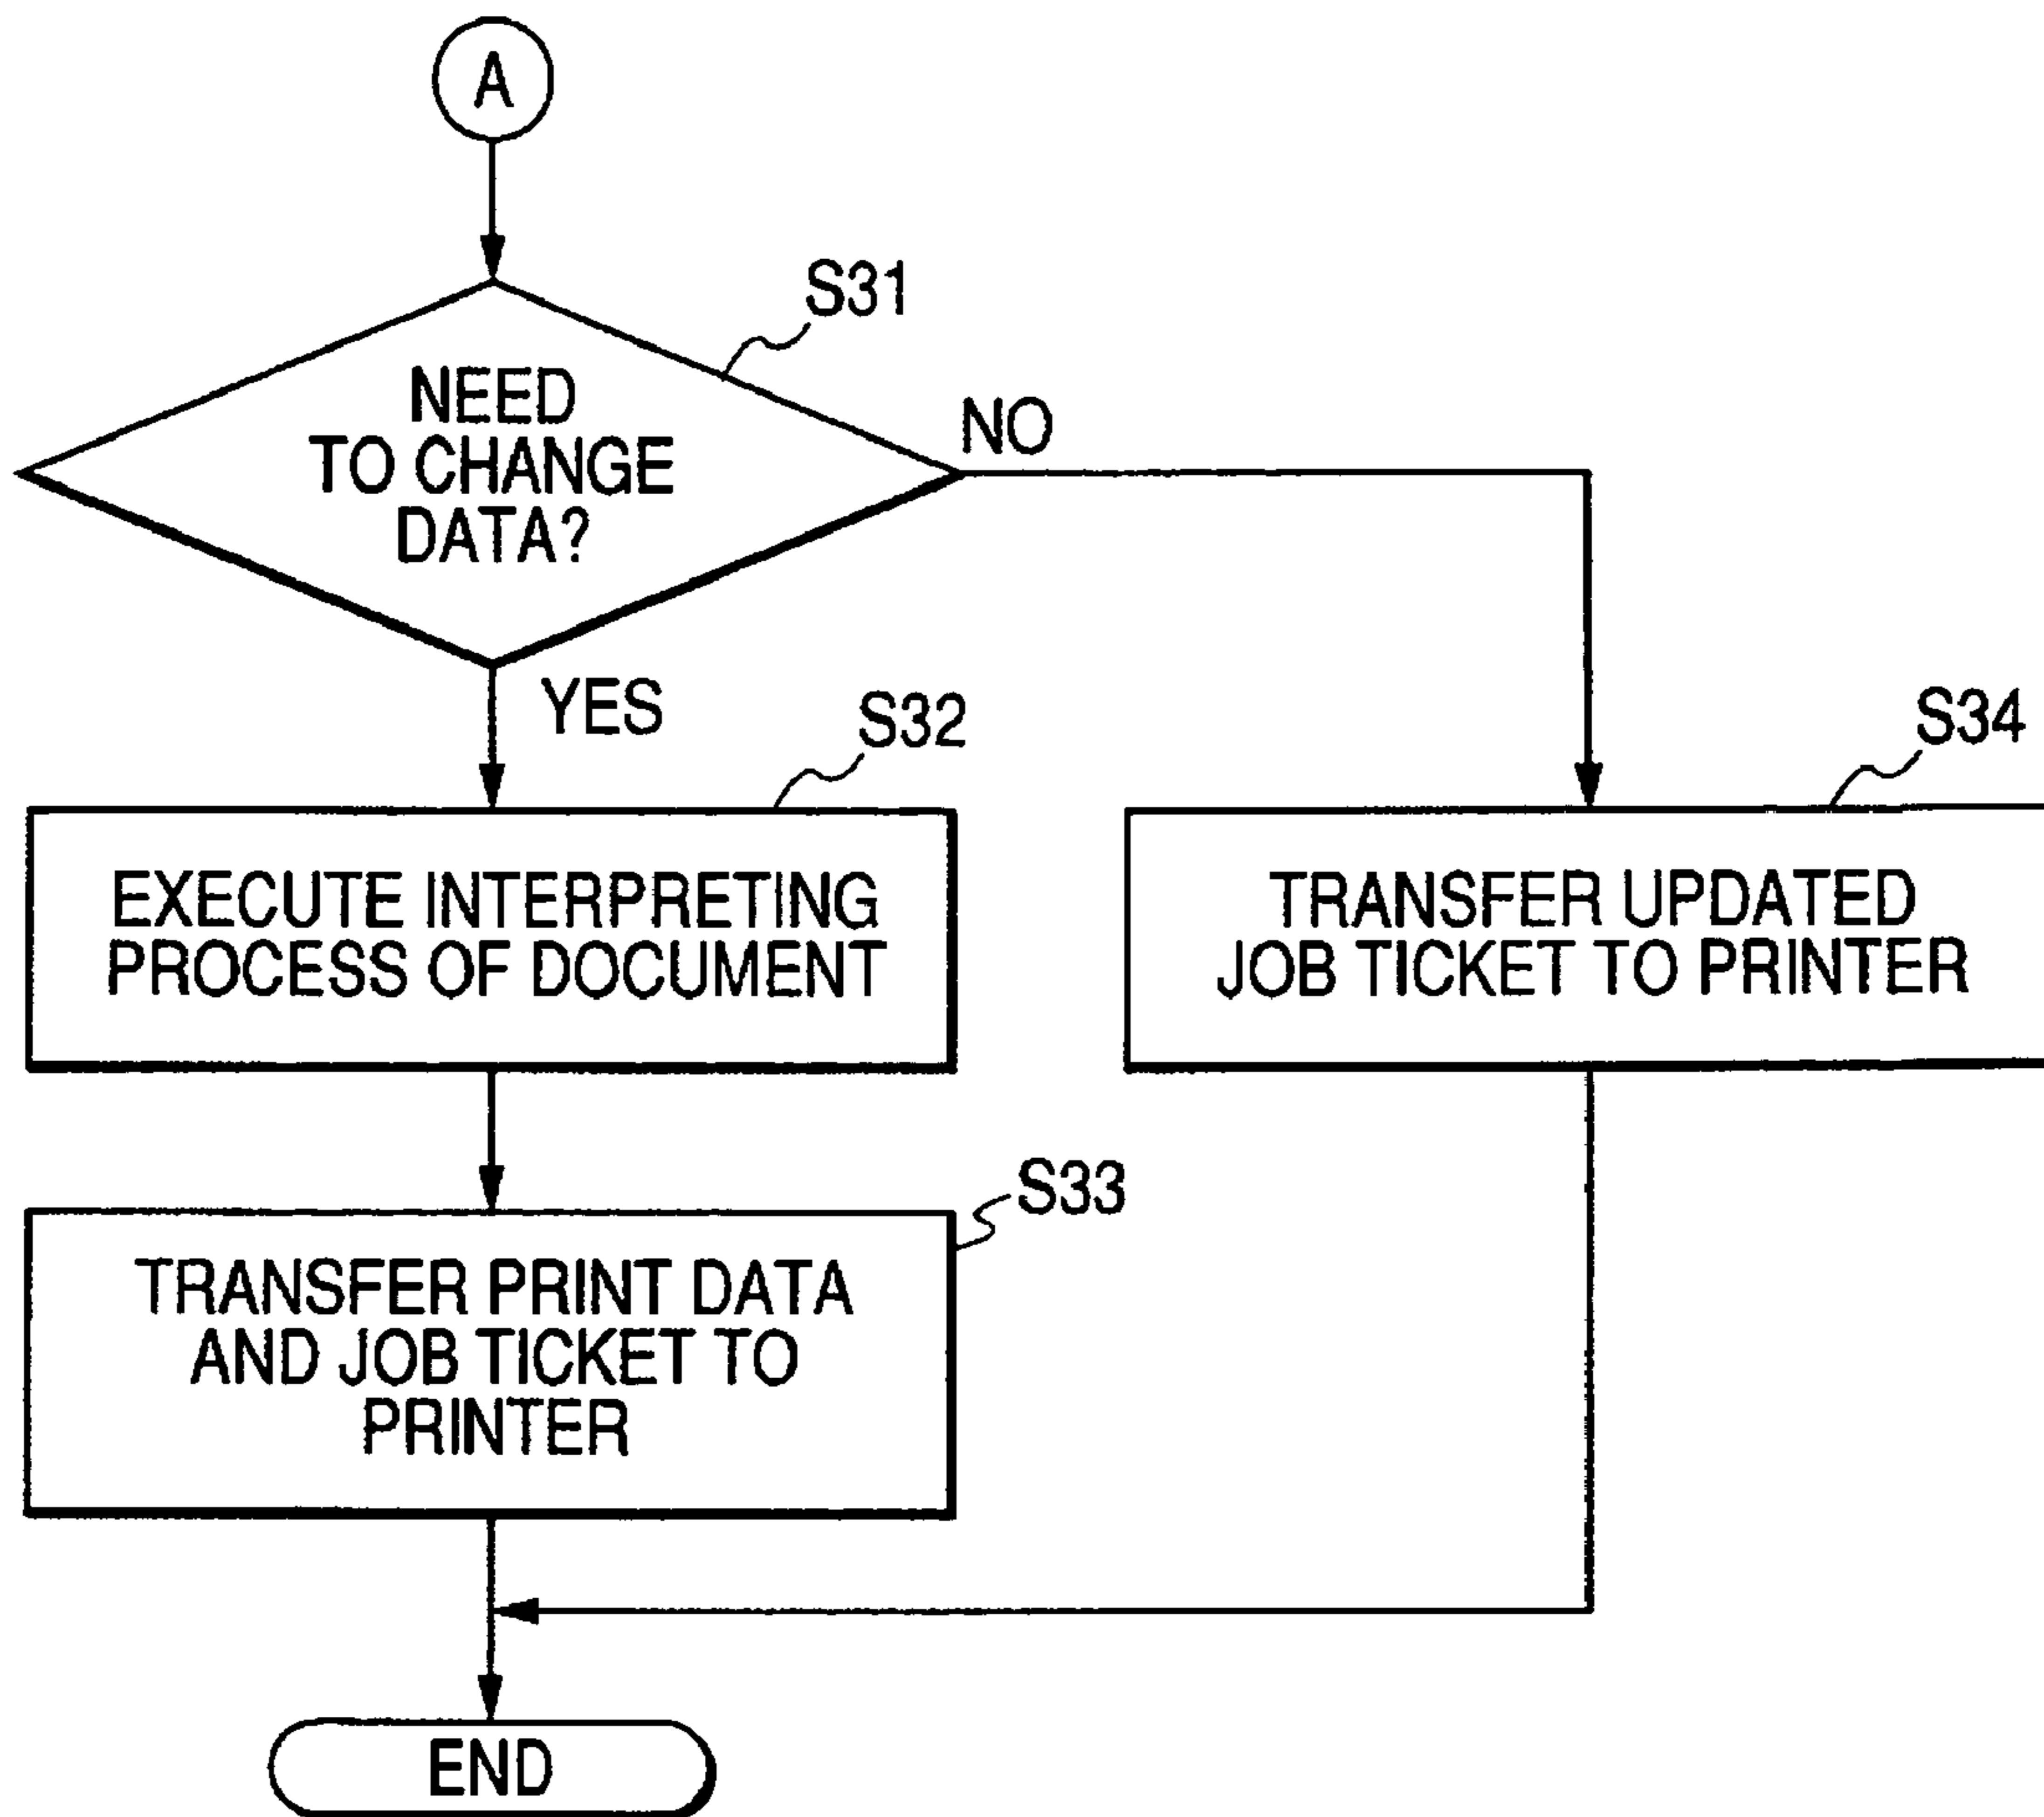 A
S31
NEED
TO CHANGE
DATA?
NO
YES
S32
S34
EXECUTE INTERPRETING
PROCESS OF DOCUMENT
TRANSFER UPDATED
JOB TICKET TO PRINTER
S33
TRANSFER PRINT DATA
AND JOB TICKET TO
PRINTER
END